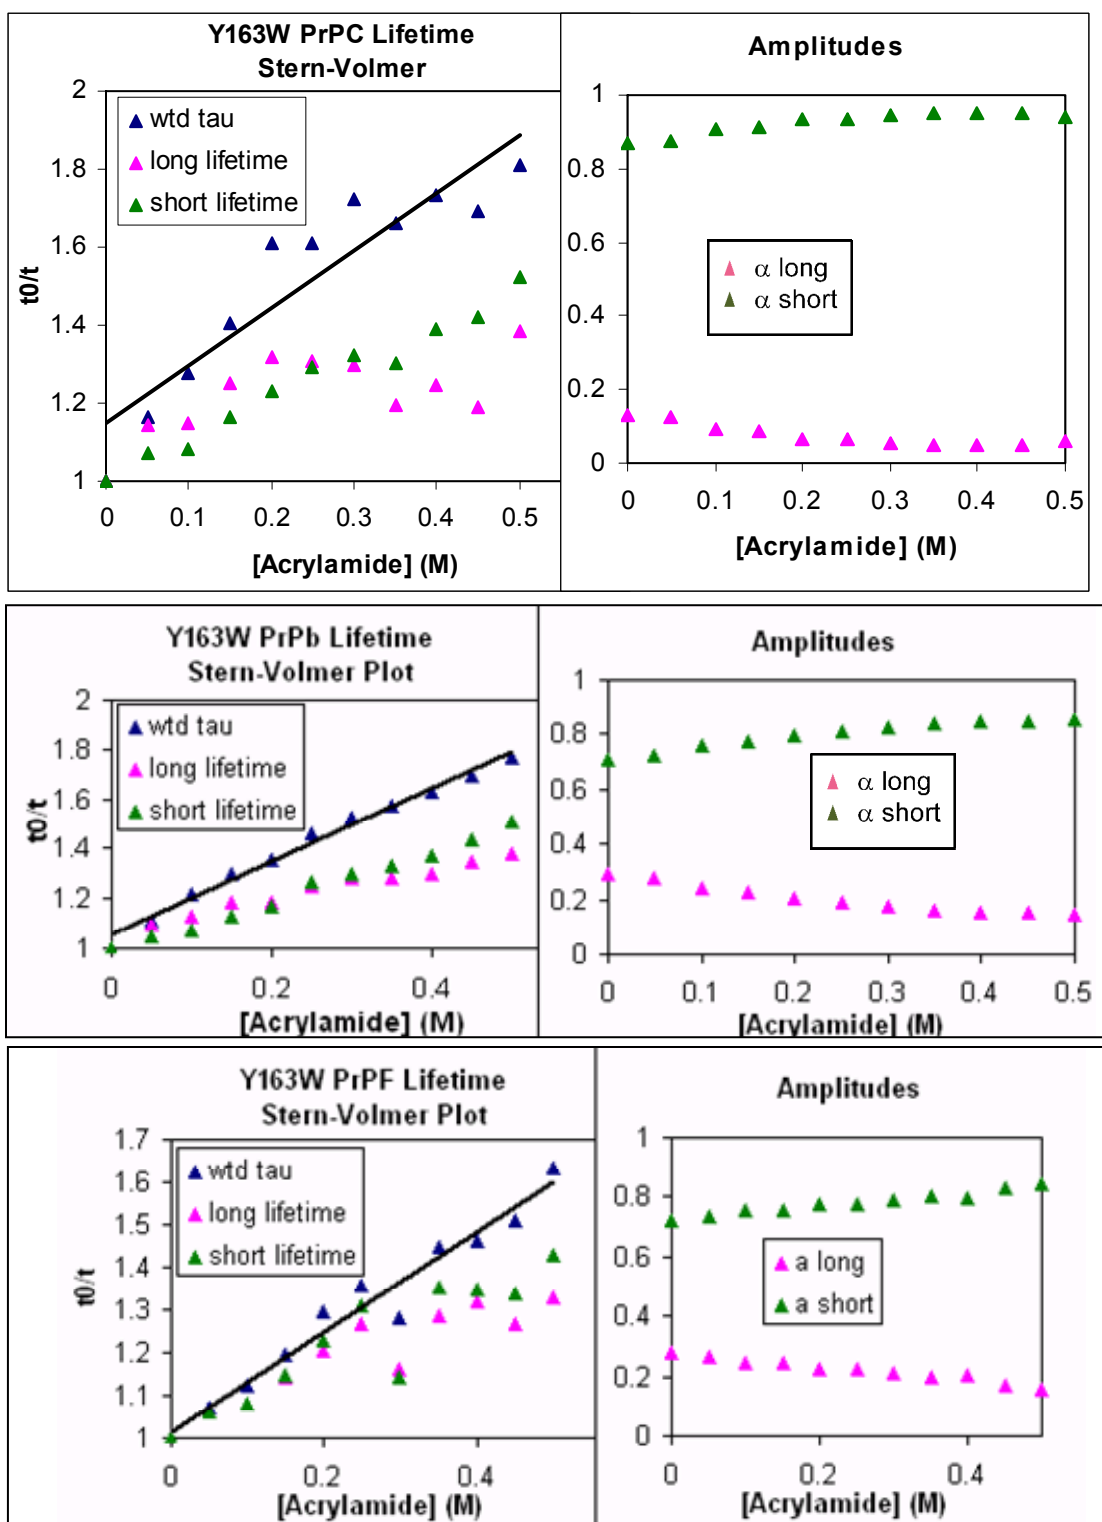 Y163W PrPC Lifetime
Stern-Volmer
2
1.8
1.6
1.4
1.2
1
t0/t
wtd tau
long lifetime
short lifetime
0 0.1 0.2 0.3 0.4 0.5
[Acrylamide] (M)
Amplitudes
1
0.8
0.6
0.4
0.2
0
α long
α short
0 0.1 0.2 0.3 0.4 0.5
[Acrylamide] (M)
Y163W PrPb Lifetime
Stern-Volmer Plot
2
1.8
1.6
1.4
1.2
1
t0/t
wtd tau
long lifetime
short lifetime
0 0.2 0.4
[Acrylamide] (M)
Amplitudes
1
0.8
0.6
0.4
0.2
0
α long
α short
0 0.1 0.2 0.3 0.4 0.5
[Acrylamide] (M)
Y163W PrPF Lifetime
Stern-Volmer Plot
1.7
1.6
1.5
1.4
1.3
1.2
1.1
1
t0/t
wtd tau
long lifetime
short lifetime
0 0.2 0.4
[Acrylamide] (M)
Amplitudes
1
0.8
0.6
0.4
0.2
0
a long
a short
0 0.2 0.4
[Acrylamide] (M)